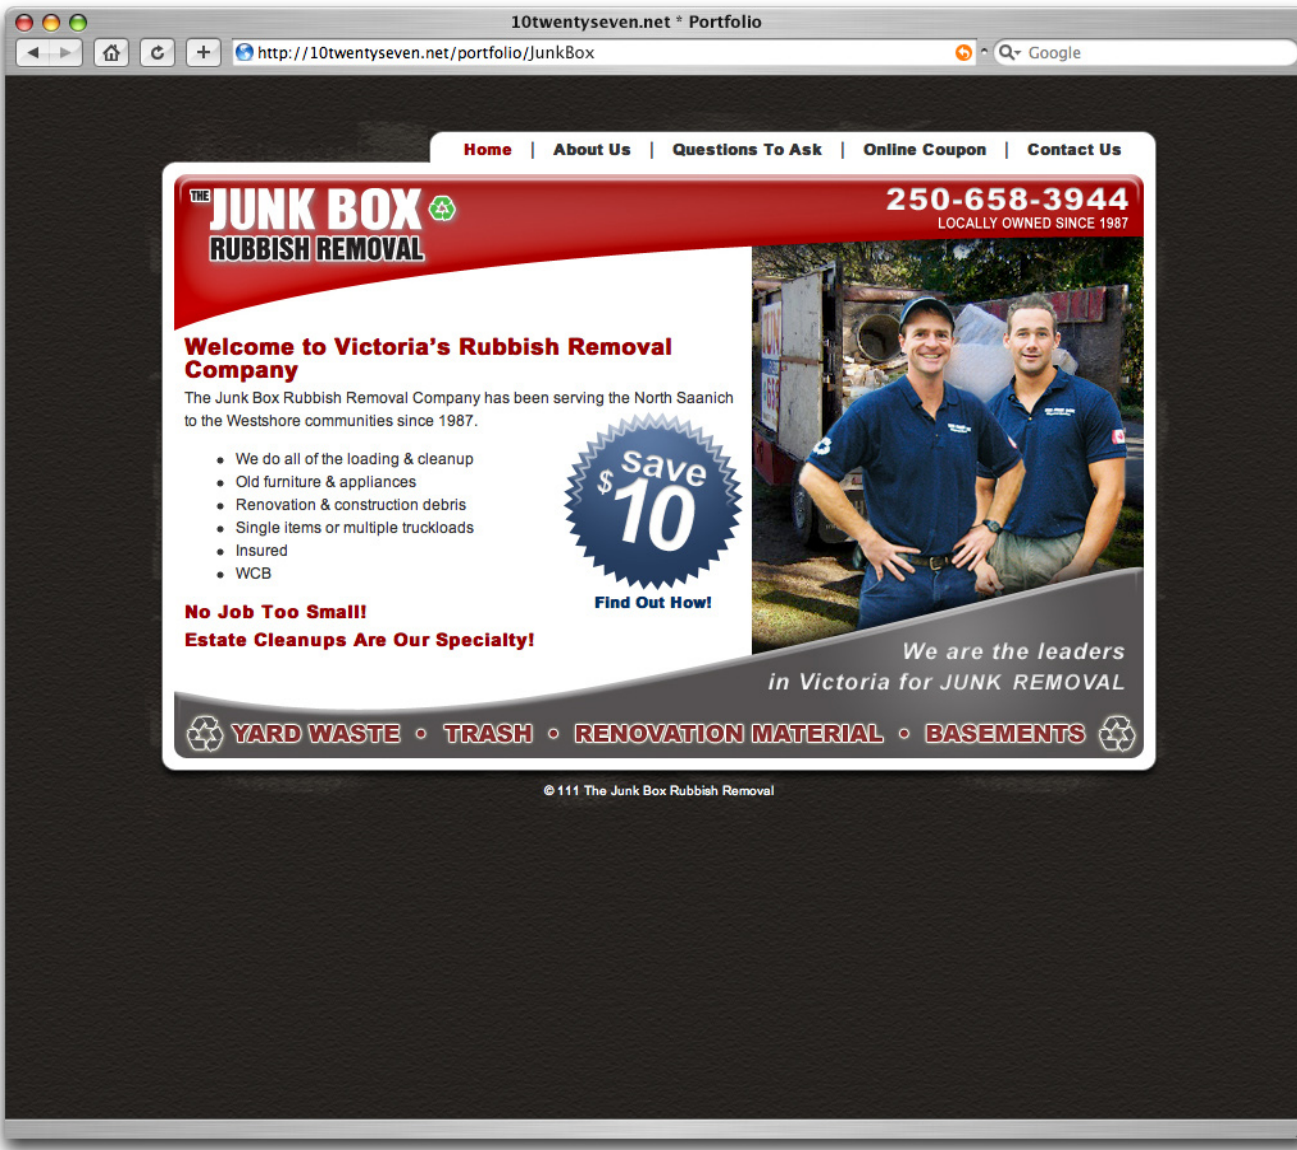 10twentyseven.net * Portfolio
http://10twentyseven.net/portfolio/JunkBox
Google
Home | About Us | Questions To Ask | Online Coupon | Contact Us
THE JUNK BOX
RUBBISH REMOVAL
250-658-3944
LOCALLY OWNED SINCE 1987
Welcome to Victoria's Rubbish Removal
Company
The Junk Box Rubbish Removal Company has been serving the North Saanich
to the Westshore communities since 1987.
• We do all of the loading & cleanup
• Old furniture & appliances
• Renovation & construction debris
• Single items or multiple truckloads
• Insured
• WCB
save
$10
Find Out How!
No Job Too Small!
Estate Cleanups Are Our Specialty!
We are the leaders
in Victoria for JUNK REMOVAL
YARD WASTE • TRASH • RENOVATION MATERIAL • BASEMENTS
© 111 The Junk Box Rubbish Removal